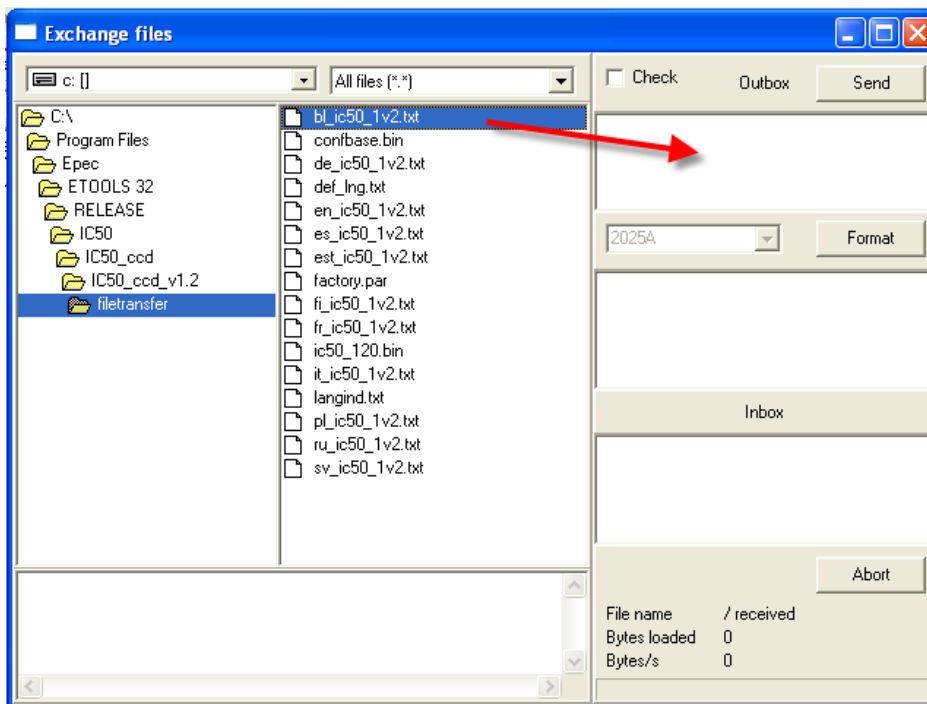 Exchange files
c: []
All files (*.*)
Check
Outbox
Send
C:\
Program Files
Epec
ETOOLS 32
RELEASE
IC50
IC50_ccd
IC50_ccd_v1.2
filetransfer
bl_ic50_1v2.txt
confbase.bin
de_ic50_1v2.txt
def_lng.txt
en_ic50_1v2.txt
es_ic50_1v2.txt
est_ic50_1v2.txt
factory.par
fi_ic50_1v2.txt
fr_ic50_1v2.txt
ic50_120.bin
it_ic50_1v2.txt
langind.txt
pl_ic50_1v2.txt
ru_ic50_1v2.txt
sv_ic50_1v2.txt
2025A
Format
Inbox
Abort
File name / received
Bytes loaded 0
Bytes/s 0